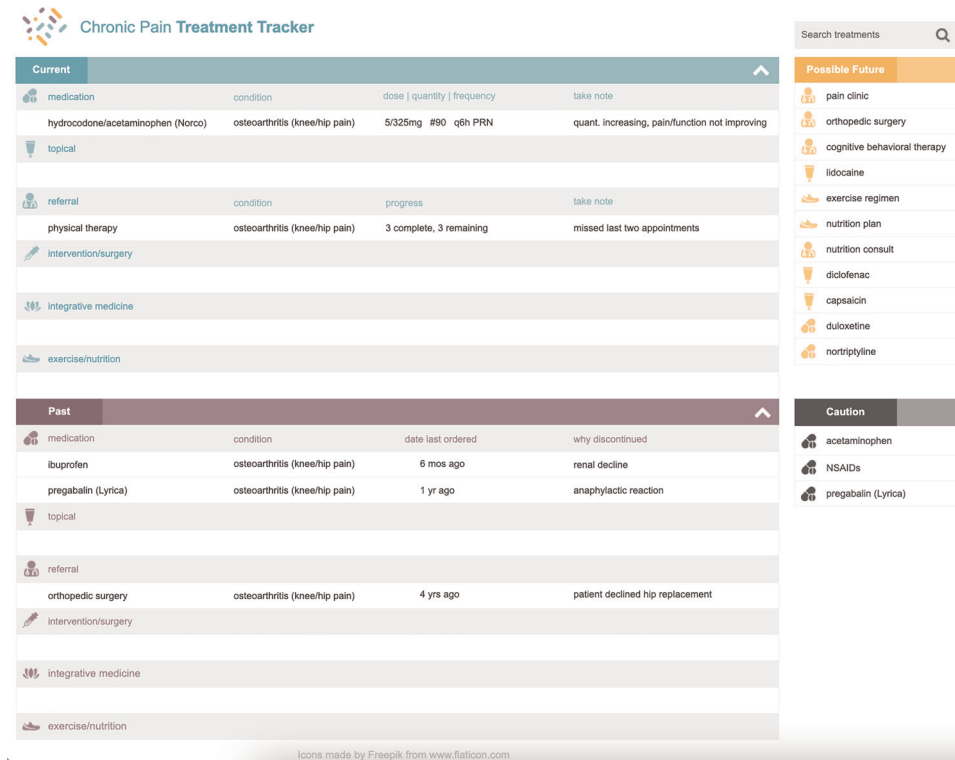 Chronic Pain Treatment Tracker
Search treatments
Current
medication condition dose | quantity | frequency take note
hydrocodone/acetaminophen (Norco) osteoarthritis (knee/hip pain) 5/325mg #90 q6h PRN quant. increasing, pain/function not improving
topical
referral condition progress take note
physical therapy osteoarthritis (knee/hip pain) 3 complete, 3 remaining missed last two appointments
intervention/surgery
integrative medicine
exercise/nutrition
Possible Future
pain clinic
orthopedic surgery
cognitive behavioral therapy
lidocaine
exercise regimen
nutrition plan
nutrition consult
diclofenac
capsaicin
duloxetine
nortriptyline
Past
medication condition date last ordered why discontinued
ibuprofen osteoarthritis (knee/hip pain) 6 mos ago renal decline
pregabalin (Lyrica) osteoarthritis (knee/hip pain) 1 yr ago anaphylactic reaction
topical
referral
orthopedic surgery osteoarthritis (knee/hip pain) 4 yrs ago patient declined hip replacement
intervention/surgery
integrative medicine
exercise/nutrition
Caution
acetaminophen
NSAIDs
pregabalin (Lyrica)
Icons made by Freepik from www.flaticon.com